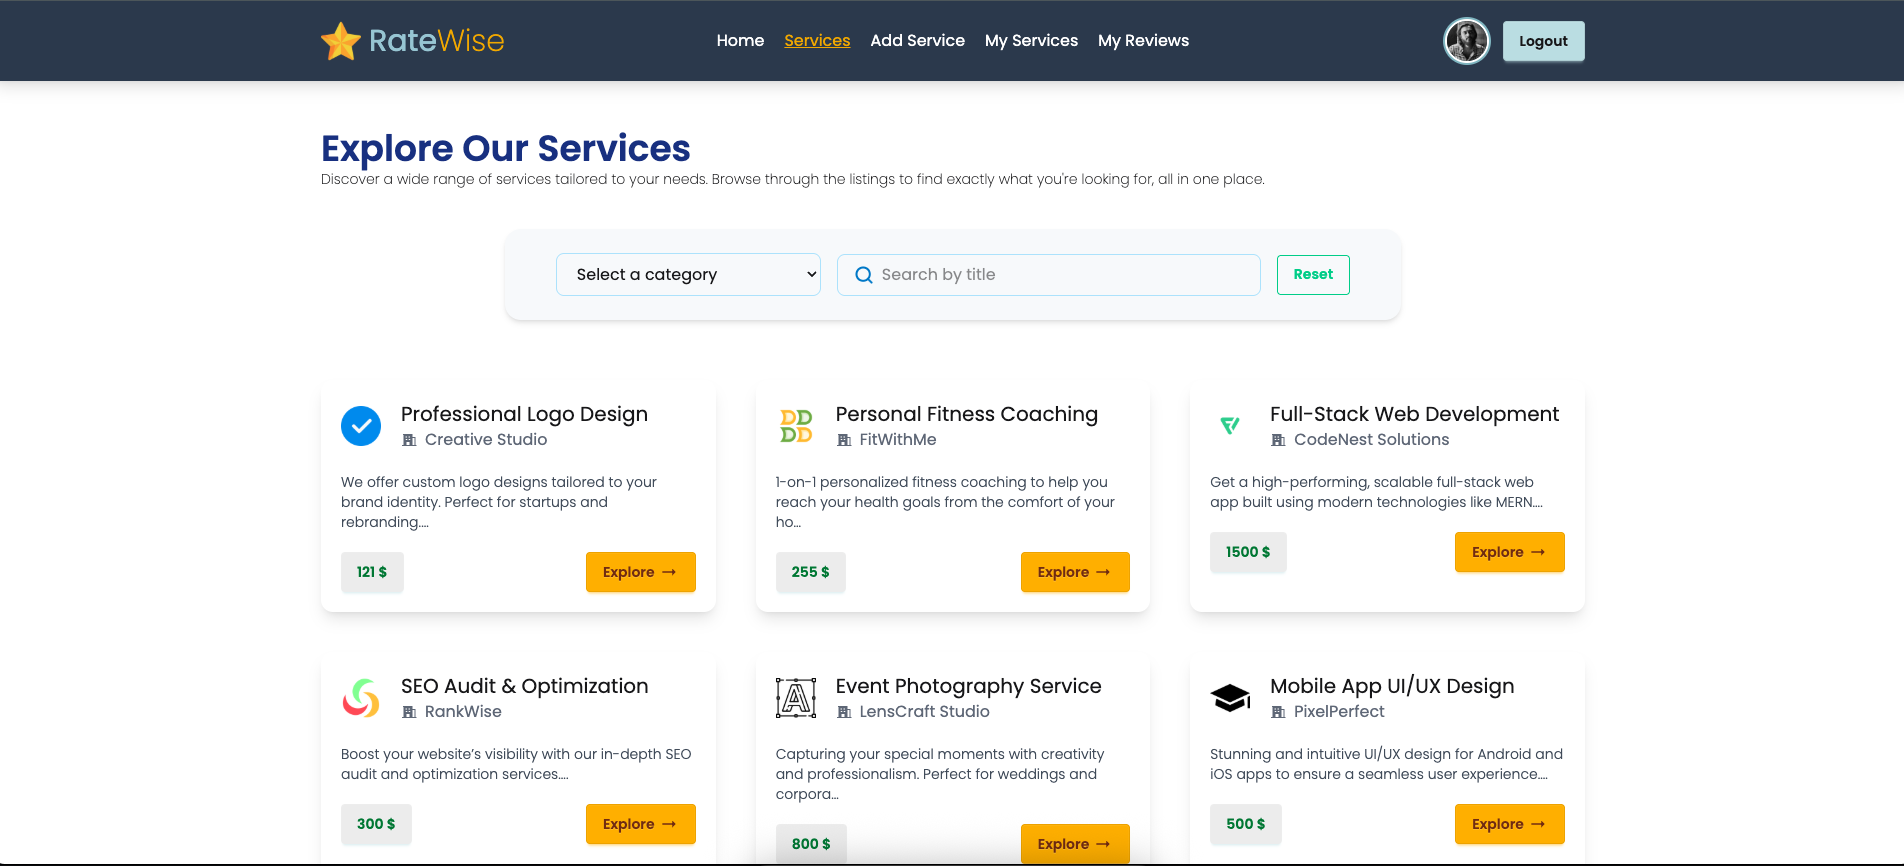 RateWise
Home Services Add Service My Services My Reviews
Logout
Explore Our Services
Discover a wide range of services tailored to your needs. Browse through the listings to find exactly what you're looking for, all in one place.
Select a category
Search by title
Reset
Professional Logo Design
Creative Studio
We offer custom logo designs tailored to your
brand identity. Perfect for startups and
rebranding....
121 $
Explore →
Personal Fitness Coaching
FitWithMe
1-on-1 personalized fitness coaching to help you
reach your health goals from the comfort of your
ho...
255 $
Explore →
Full-Stack Web Development
CodeNest Solutions
Get a high-performing, scalable full-stack web
app built using modern technologies like MERN....
1500 $
Explore →
SEO Audit & Optimization
RankWise
Boost your website’s visibility with our in-depth SEO
audit and optimization services....
300 $
Explore →
Event Photography Service
LensCraft Studio
Capturing your special moments with creativity
and professionalism. Perfect for weddings and
corpora...
800 $
Explore →
Mobile App UI/UX Design
PixelPerfect
Stunning and intuitive UI/UX design for Android and
iOS apps to ensure a seamless user experience....
500 $
Explore →